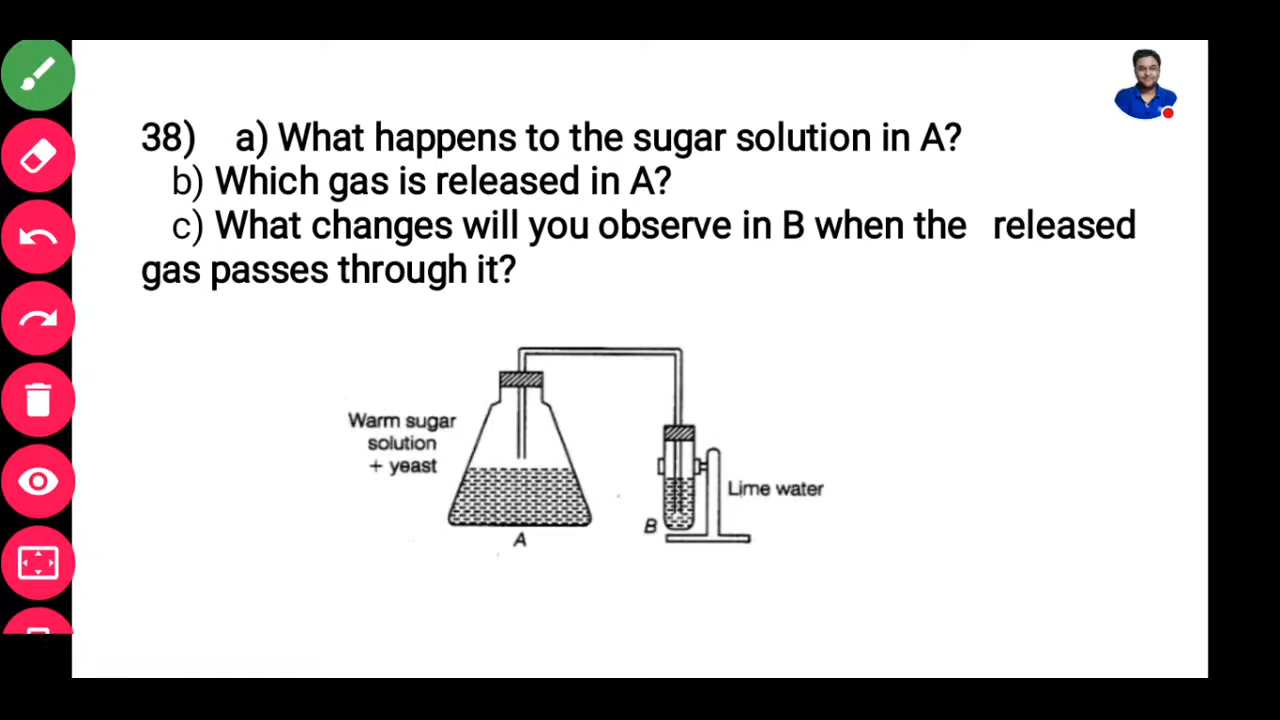 38) a) What happens to the sugar solution in A?
b) Which gas is released in A?
c) What changes will you observe in B when the released
gas passes through it?
Warm sugar
solution
+ yeast
A
B
Lime water